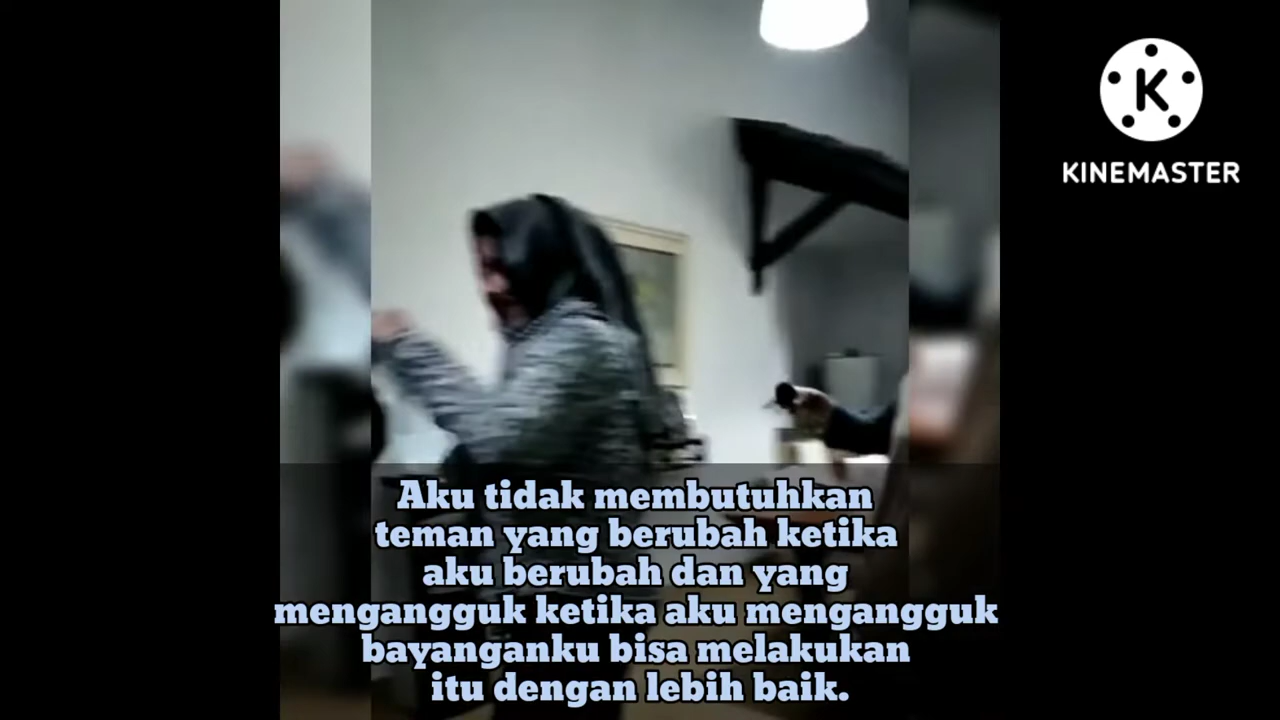 KINEMASTER
Aku tidak membutuhkan
teman yang berubah ketika
aku berubah dan yang
mengangguk ketika aku mengangguk
bayanganku bisa melakukan
itu dengan lebih baik.